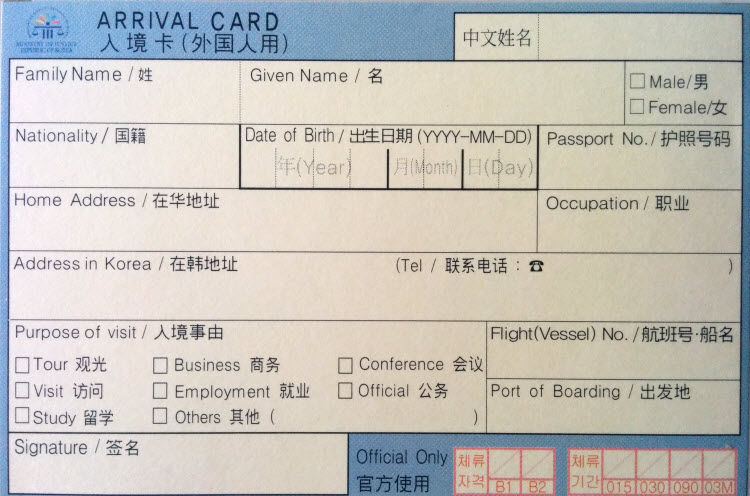 ARRIVAL CARD
入境卡(外国人用)
MINISTRY OF JUSTICE
REPUBLIC OF KOREA
中文姓名
Family Name / 姓
Given Name / 名
□ Male/男
□ Female/女
Nationality / 国籍
Date of Birth / 出生日期 (YYYY-MM-DD)
年(Year) 月(Month) 日(Day)
Passport No. / 护照号码
Home Address / 在华地址
Occupation / 职业
Address in Korea / 在韩地址 (Tel / 联系电话 : ☎ )
Purpose of visit / 入境事由
□ Tour 观光 □ Business 商务 □ Conference 会议
□ Visit 访问 □ Employment 就业 □ Official 公务
□ Study 留学 □ Others 其他 ( )
Flight(Vessel) No. / 航班号·船名
Port of Boarding / 出发地
Signature / 签名
Official Only
官方使用
체류
자격 B1 B2
체류
기간 015 030 090 03M